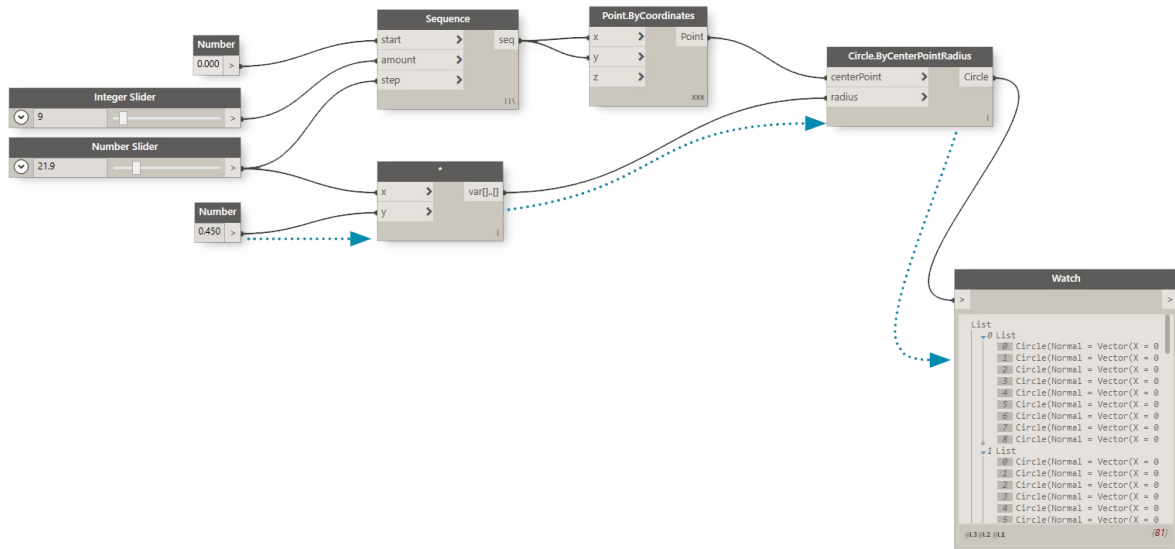 Sequence
start
amount
step
seq
| | \
Point.ByCoordinates
x
y
z
Point
xxx
Number
0.000
>
Circle.ByCenterPointRadius
centerPoint
radius
Circle
|
Integer Slider
9
>
Number Slider
21.9
>
*
x
y
var[]..[]
|
Number
0.450
>
Watch
>
>
List
0 List
0 Circle(Normal = Vector(X = 0
1 Circle(Normal = Vector(X = 0
2 Circle(Normal = Vector(X = 0
3 Circle(Normal = Vector(X = 0
4 Circle(Normal = Vector(X = 0
5 Circle(Normal = Vector(X = 0
6 Circle(Normal = Vector(X = 0
7 Circle(Normal = Vector(X = 0
8 Circle(Normal = Vector(X = 0
1 List
0 Circle(Normal = Vector(X = 0
1 Circle(Normal = Vector(X = 0
2 Circle(Normal = Vector(X = 0
3 Circle(Normal = Vector(X = 0
4 Circle(Normal = Vector(X = 0
5 Circle(Normal = Vector(X = 0
@L3 @L2 @L1
{81}